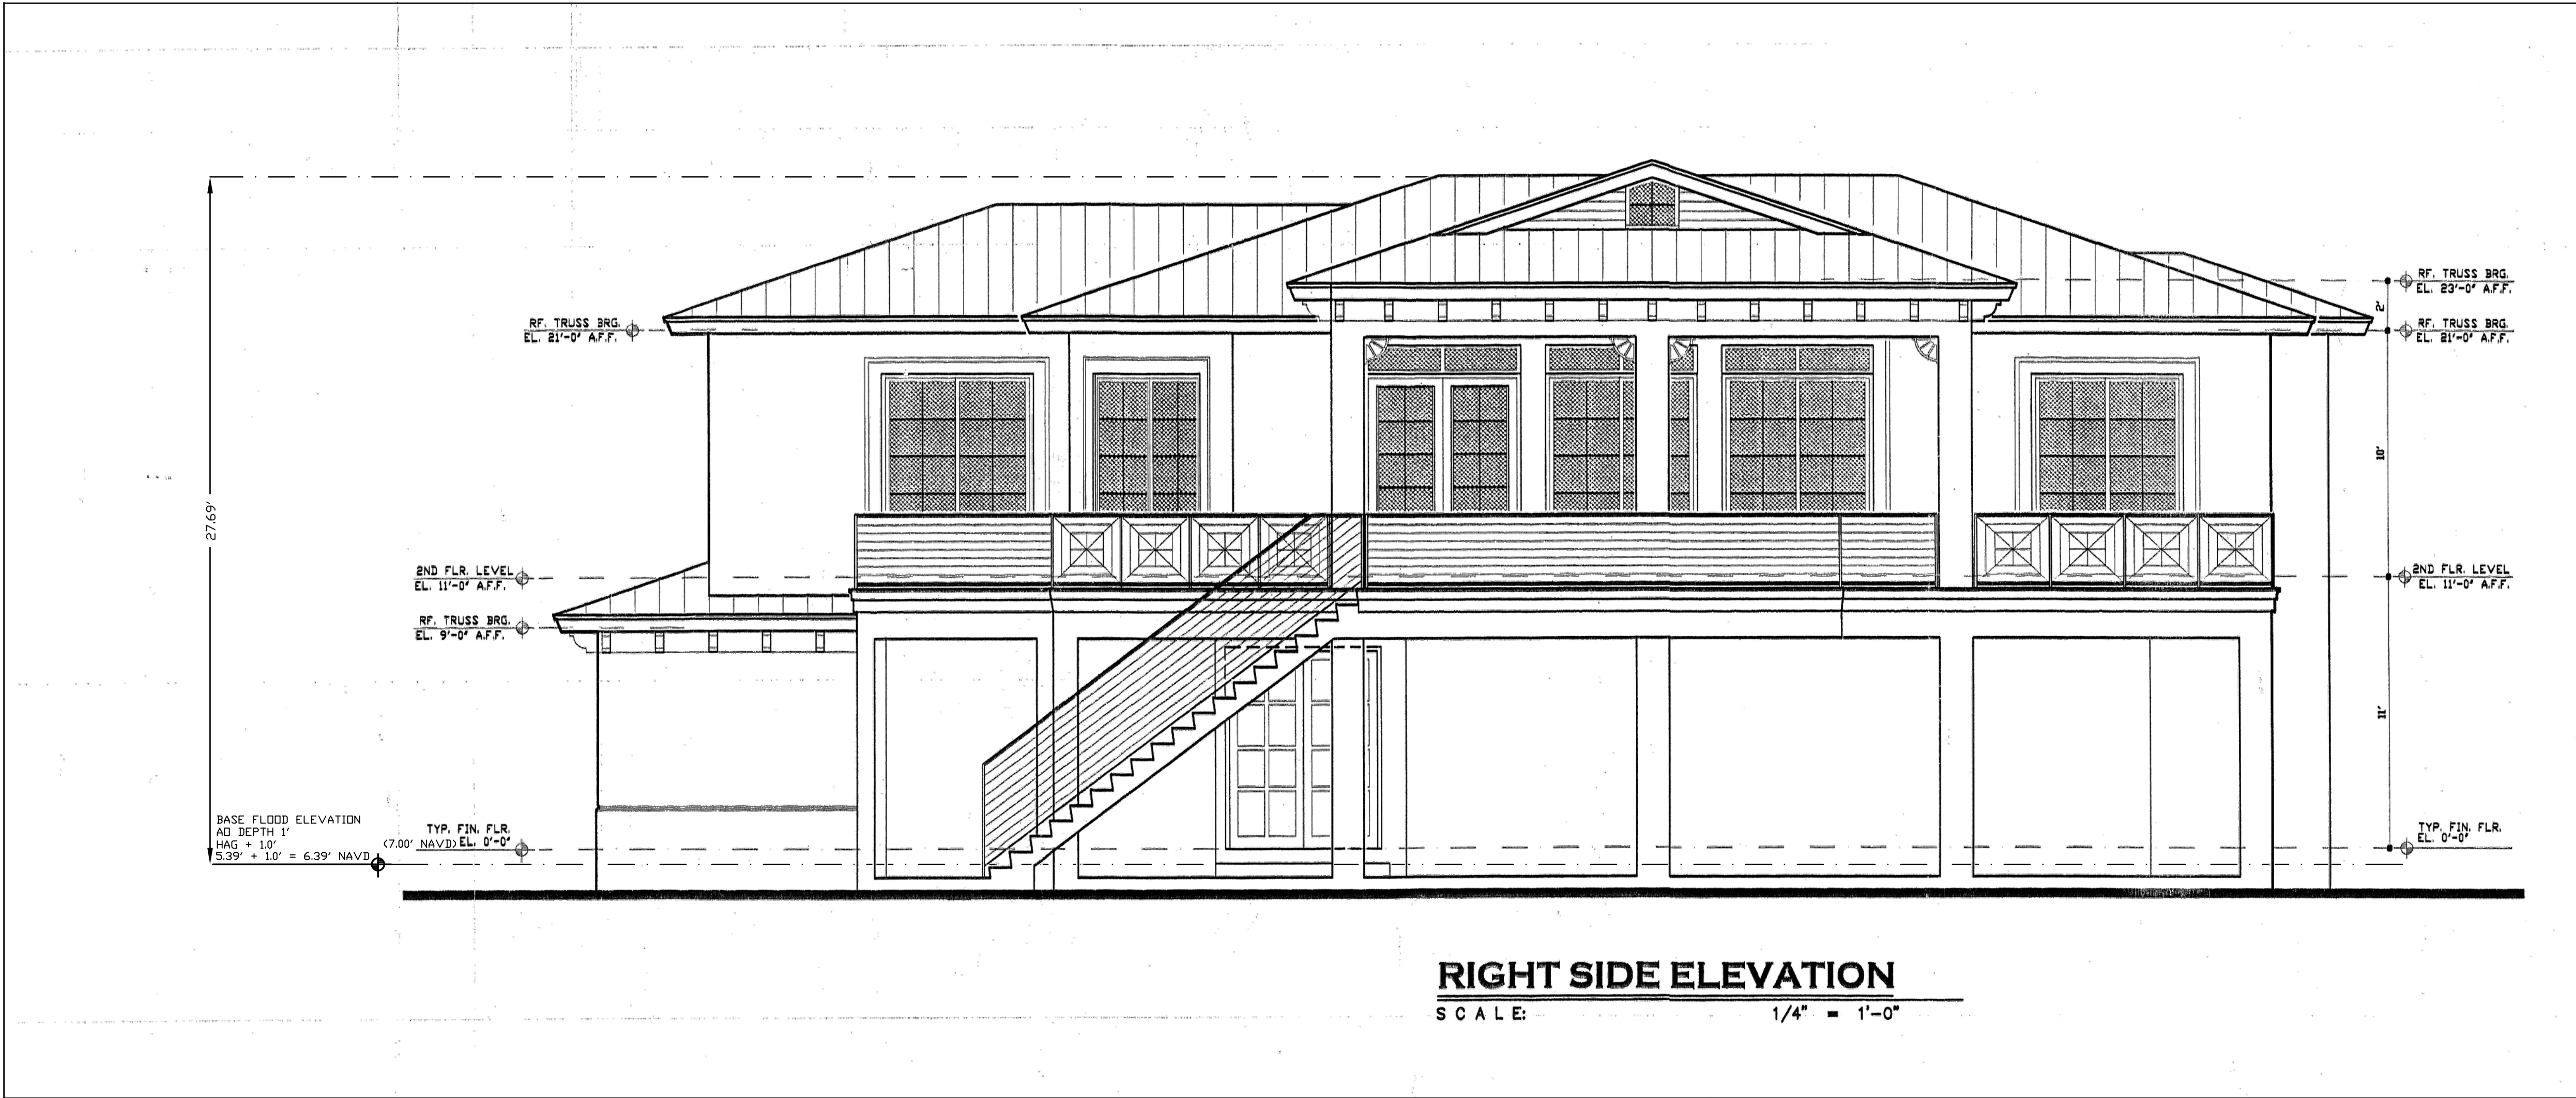 RF. TRUSS BRG.
EL. 23'-0" A.F.F.
2'
RF. TRUSS BRG.
EL. 21'-0" A.F.F.
RF. TRUSS BRG.
EL. 21'-0" A.F.F.
10'
27.69'
2ND FLR. LEVEL
EL. 11'-0" A.F.F.
2ND FLR. LEVEL
EL. 11'-0" A.F.F.
RF. TRUSS BRG.
EL. 9'-0" A.F.F.
11'
BASE FLOOD ELEVATION
AO DEPTH 1'
HAG + 1.0'
5.39' + 1.0' = 6.39' NAVD
TYP. FIN. FLR.
(7.00' NAVD) EL. 0'-0"
TYP. FIN. FLR.
EL. 0'-0"
RIGHT SIDE ELEVATION
SCALE: 1/4" = 1'-0"